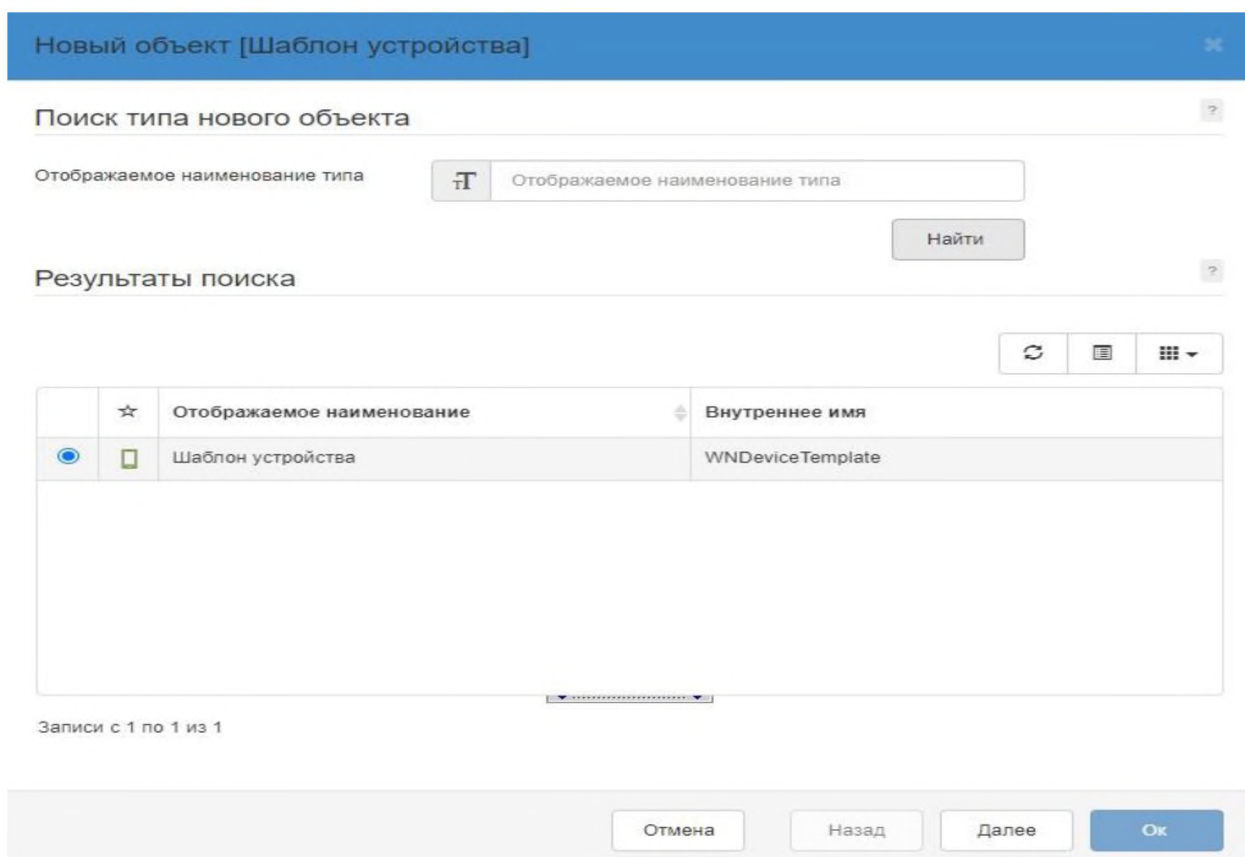 Новый объект [Шаблон устройства]
Поиск типа нового объекта
?
Отображаемое наименование типа
Отображаемое наименование типа
Найти
Результаты поиска
?
Отображаемое наименование Внутреннее имя
Шаблон устройства WNDeviceTemplate
Записи с 1 по 1 из 1
Отмена Назад Далее Ок